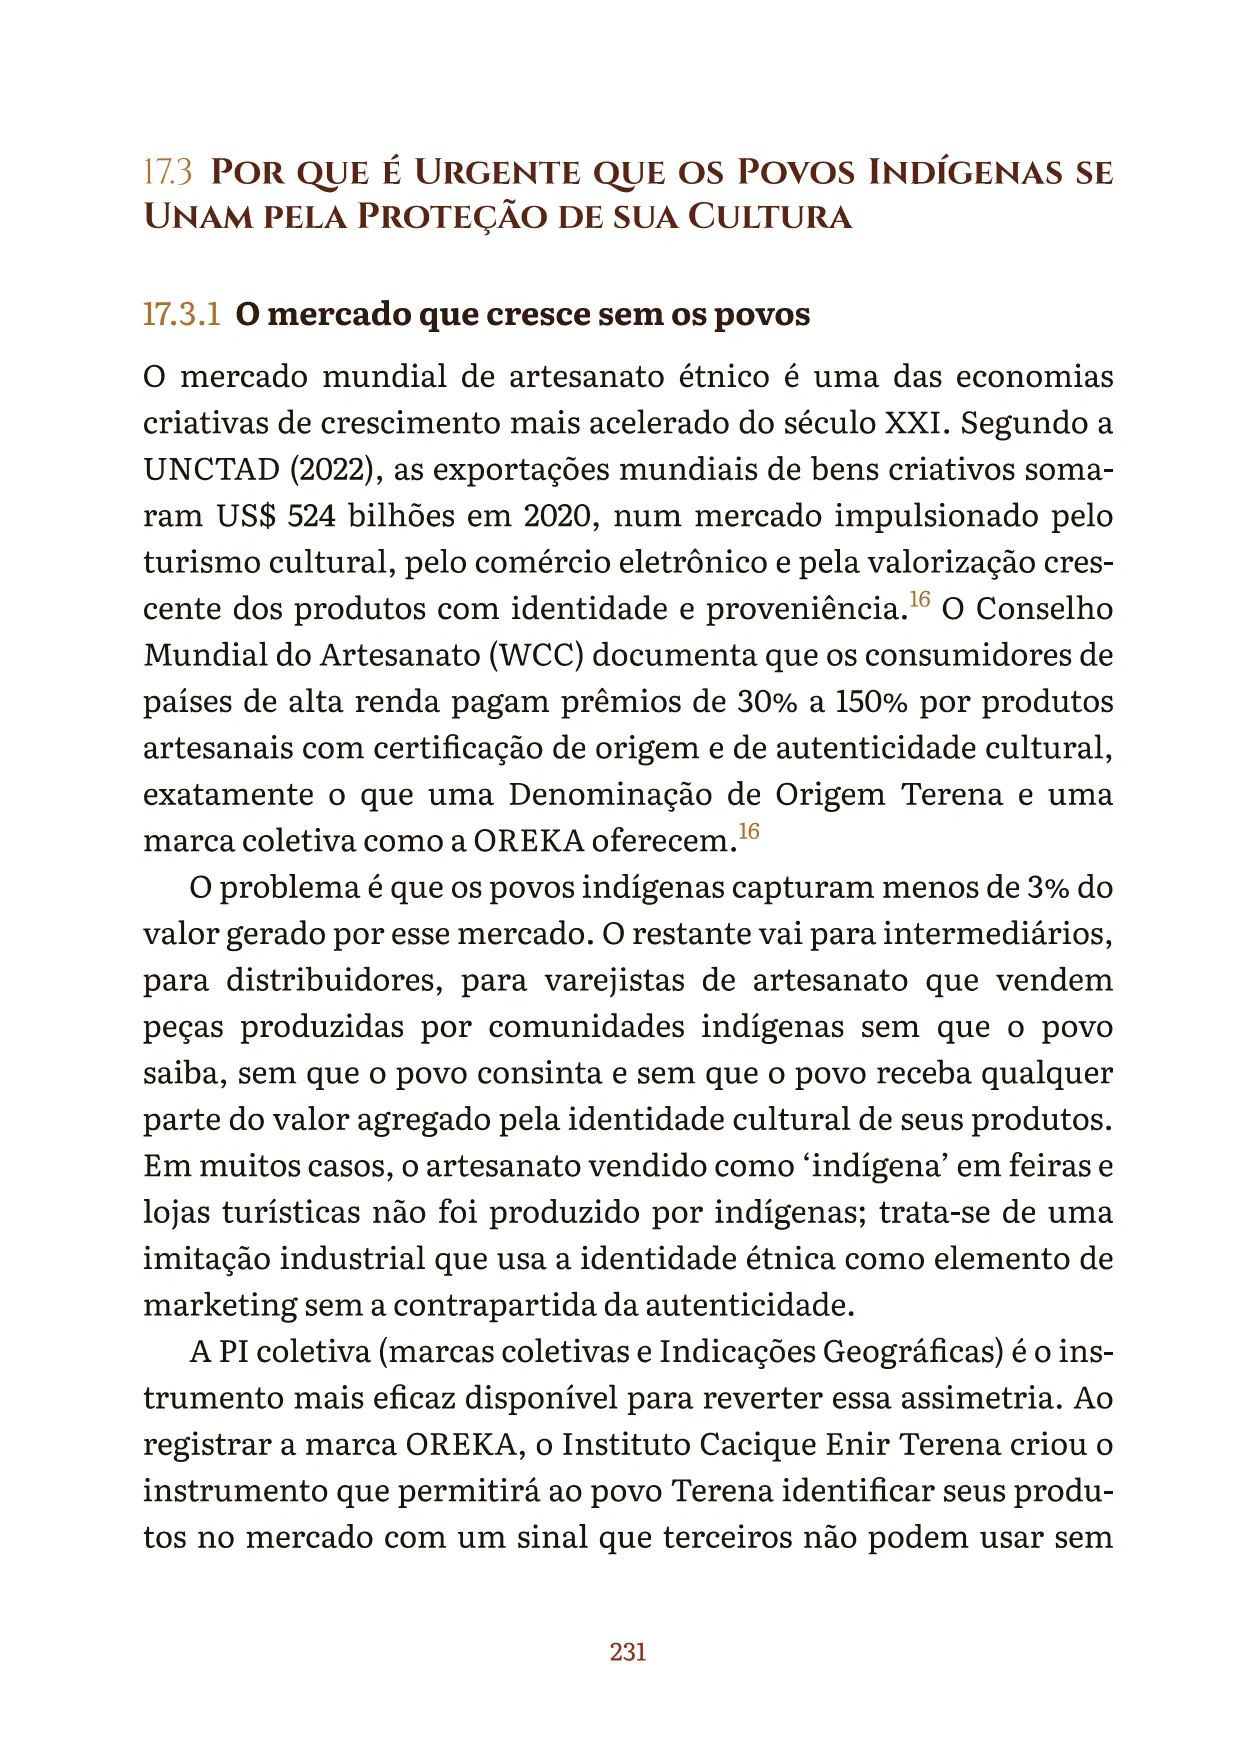 17.3 Por que é Urgente que os Povos Indígenas se
Unam pela Proteção de sua Cultura
17.3.1 O mercado que cresce sem os povos
O mercado mundial de artesanato étnico é uma das economias
criativas de crescimento mais acelerado do século XXI. Segundo a
UNCTAD (2022), as exportações mundiais de bens criativos soma-
ram US$ 524 bilhões em 2020, num mercado impulsionado pelo
turismo cultural, pelo comércio eletrônico e pela valorização cres-
cente dos produtos com identidade e proveniência.16 O Conselho
Mundial do Artesanato (WCC) documenta que os consumidores de
países de alta renda pagam prêmios de 30% a 150% por produtos
artesanais com certificação de origem e de autenticidade cultural,
exatamente o que uma Denominação de Origem Terena e uma
marca coletiva como a OREKA oferecem.16
O problema é que os povos indígenas capturam menos de 3% do
valor gerado por esse mercado. O restante vai para intermediários,
para distribuidores, para varejistas de artesanato que vendem
peças produzidas por comunidades indígenas sem que o povo
saiba, sem que o povo consinta e sem que o povo receba qualquer
parte do valor agregado pela identidade cultural de seus produtos.
Em muitos casos, o artesanato vendido como ‘indígena’ em feiras e
lojas turísticas não foi produzido por indígenas; trata-se de uma
imitação industrial que usa a identidade étnica como elemento de
marketing sem a contrapartida da autenticidade.
A PI coletiva (marcas coletivas e Indicações Geográficas) é o ins-
trumento mais eficaz disponível para reverter essa assimetria. Ao
registrar a marca OREKA, o Instituto Cacique Enir Terena criou o
instrumento que permitirá ao povo Terena identificar seus produ-
tos no mercado com um sinal que terceiros não podem usar sem
231